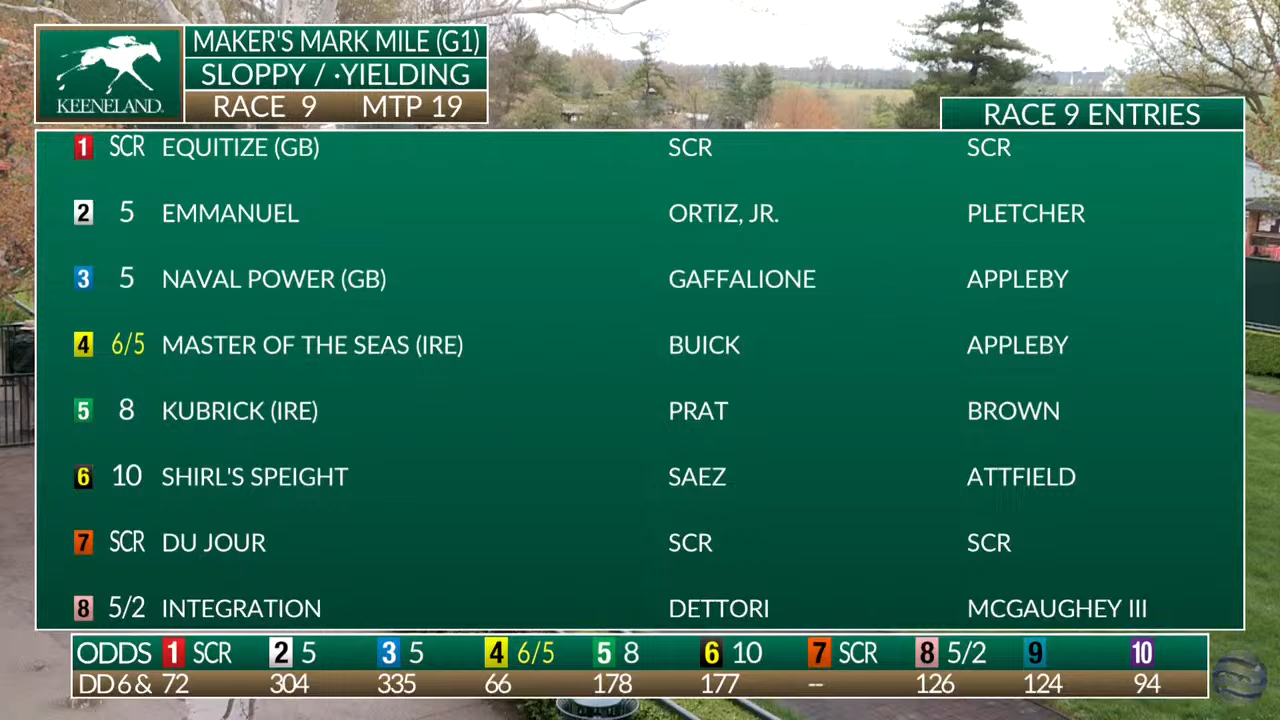 MAKER'S MARK MILE (G1)
KEENELAND.
SLOPPY / ·YIELDING
RACE 9 MTP 19
RACE 9 ENTRIES
1 SCR EQUITIZE (GB) SCR SCR
2 5 EMMANUEL ORTIZ, JR. PLETCHER
3 5 NAVAL POWER (GB) GAFFALIONE APPLEBY
4 6/5 MASTER OF THE SEAS (IRE) BUICK APPLEBY
5 8 KUBRICK (IRE) PRAT BROWN
6 10 SHIRL'S SPEIGHT SAEZ ATTFIELD
7 SCR DU JOUR SCR SCR
8 5/2 INTEGRATION DETTORI MCGAUGHEY III
ODDS 1 SCR 2 5 3 5 4 6/5 5 8 6 10 7 SCR 8 5/2 9 10
DD 6 & 72 304 335 66 178 177 -- 126 124 94